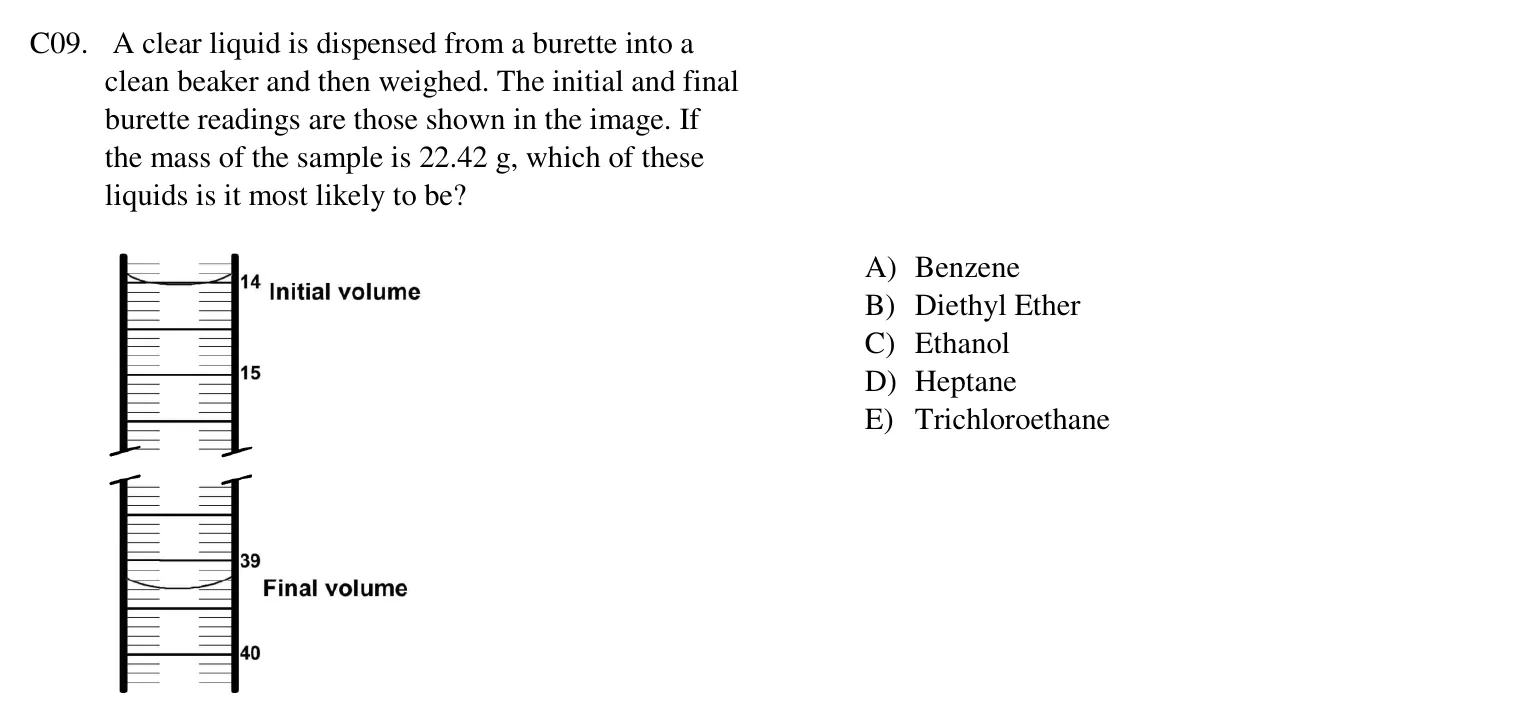 C09. A clear liquid is dispensed from a burette into a
clean beaker and then weighed. The initial and final
burette readings are those shown in the image. If
the mass of the sample is 22.42 g, which of these
liquids is it most likely to be?
14 Initial volume
15
39
Final volume
40
A) Benzene
B) Diethyl Ether
C) Ethanol
D) Heptane
E) Trichloroethane